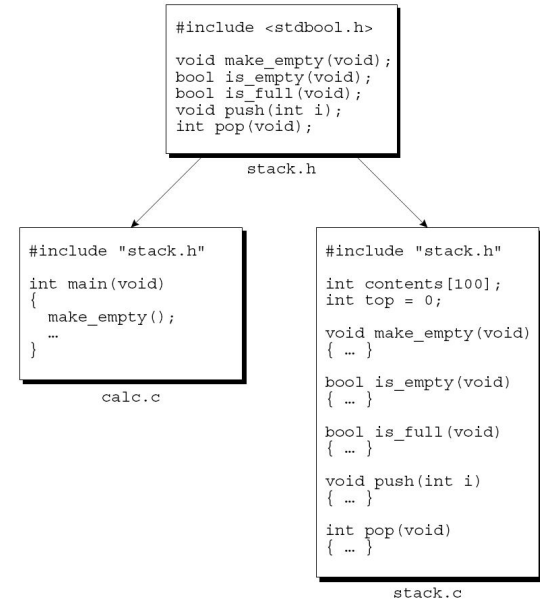 #include <stdbool.h>
void make_empty(void);
bool is_empty(void);
bool is_full(void);
void push(int i);
int pop(void);
stack.h
#include "stack.h"
int main(void)
{
make_empty();
…
}
calc.c
#include "stack.h"
int contents[100];
int top = 0;
void make_empty(void)
{ … }
bool is_empty(void)
{ … }
bool is_full(void)
{ … }
void push(int i)
{ … }
int pop(void)
{ … }
stack.c